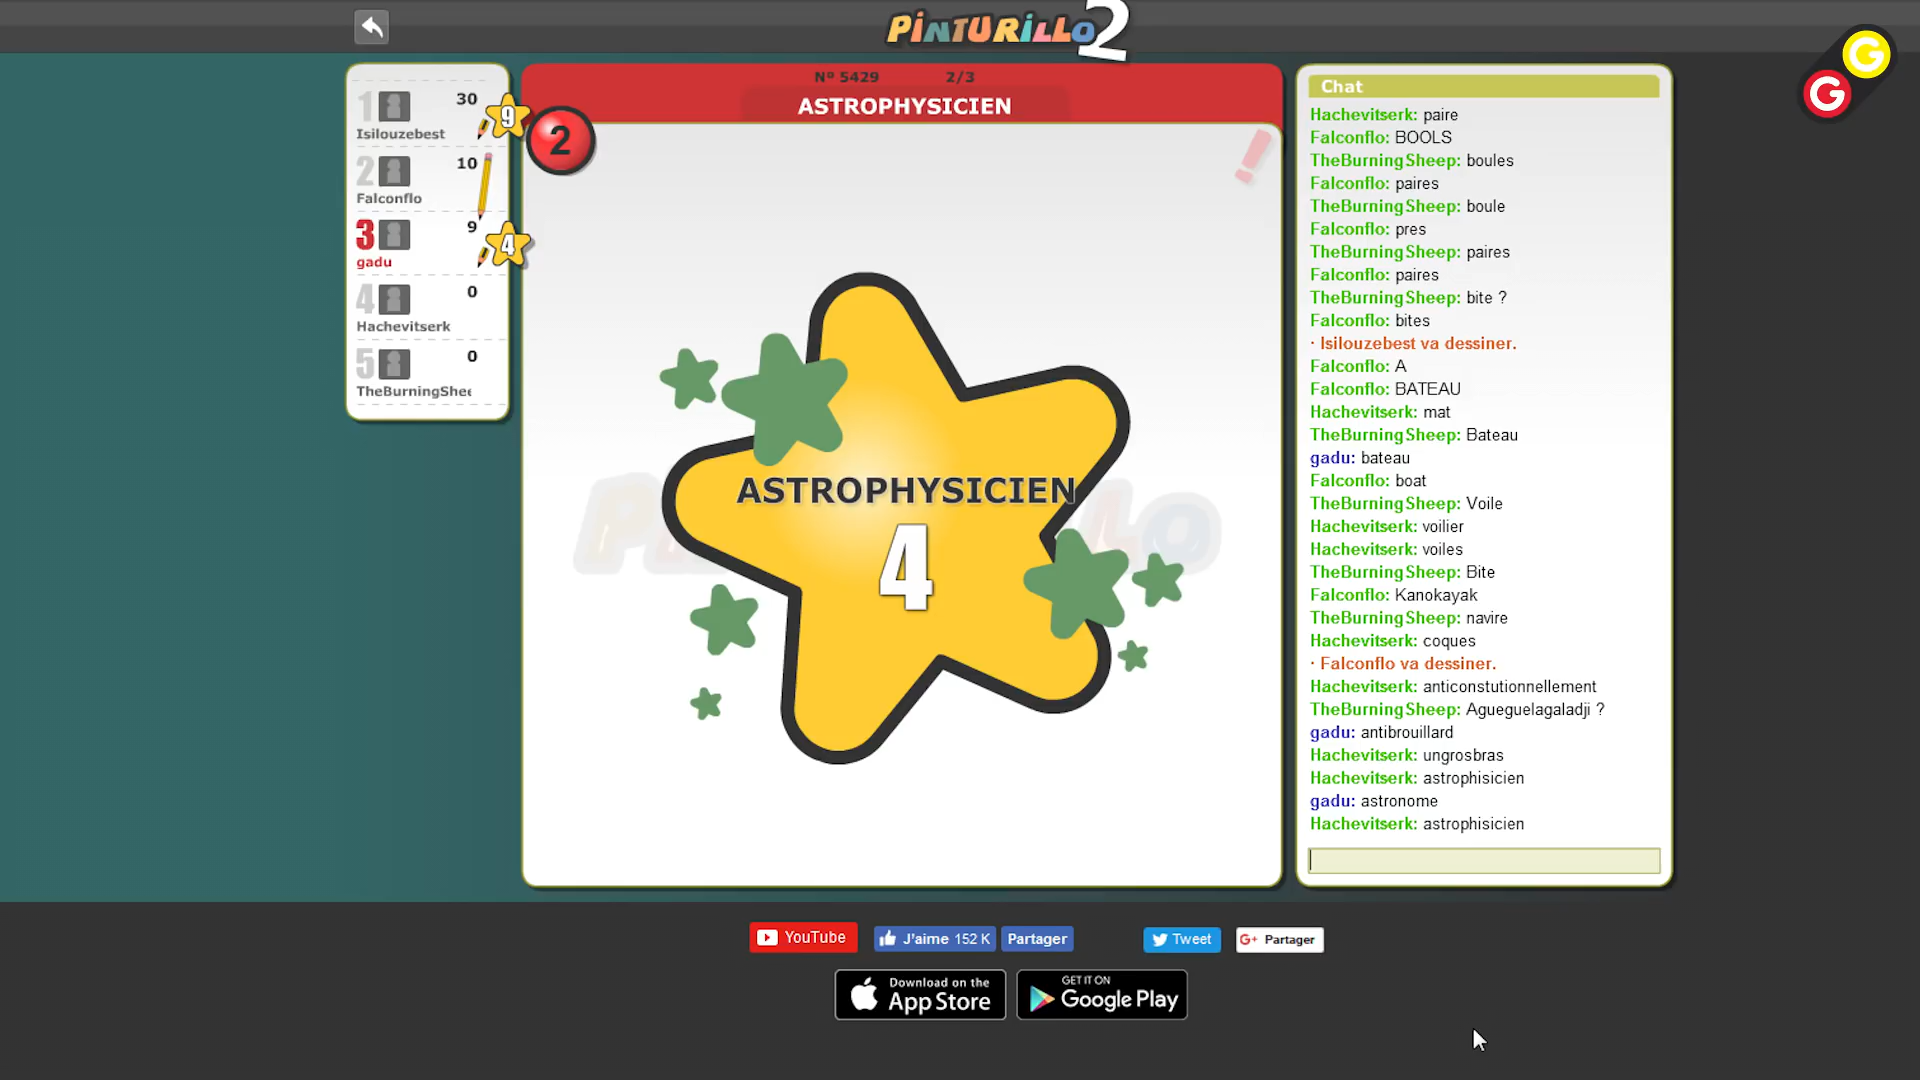 PiNTURiLLO2
Nº 5429 2/3
ASTROPHYSICIEN
1 30
Isilouzebest
9
2 10
Falconflo
3 9
gadu
4
4 0
Hachevitserk
5 0
TheBurningShee
2
!
ASTROPHYSICIEN
4
Chat
Hachevitserk: paire
Falconflo: BOOLS
TheBurningSheep: boules
Falconflo: paires
TheBurningSheep: boule
Falconflo: pres
TheBurningSheep: paires
Falconflo: paires
TheBurningSheep: bite ?
Falconflo: bites
· Isilouzebest va dessiner.
Falconflo: A
Falconflo: BATEAU
Hachevitserk: mat
TheBurningSheep: Bateau
gadu: bateau
Falconflo: boat
TheBurningSheep: Voile
Hachevitserk: voilier
Hachevitserk: voiles
TheBurningSheep: Bite
Falconflo: Kanokayak
TheBurningSheep: navire
Hachevitserk: coques
· Falconflo va dessiner.
Hachevitserk: anticonstutionnellement
TheBurningSheep: Agueguelagaladji ?
gadu: antibrouillard
Hachevitserk: ungrosbras
Hachevitserk: astrophisicien
gadu: astronome
Hachevitserk: astrophisicien
G
G
YouTube
J'aime 152 K
Partager
Tweet
G+ Partager
Download on the
App Store
GET IT ON
Google Play